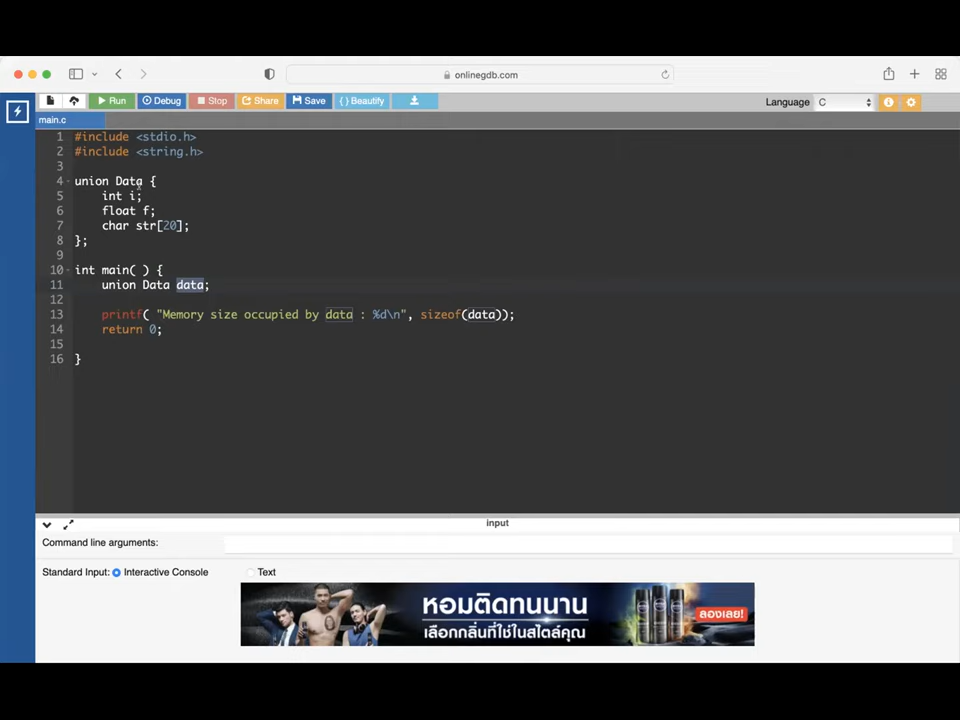 onlinegdb.com
Run Debug Stop Share Save { } Beautify Language C
main.c
1 #include <stdio.h>
2 #include <string.h>
3
4 union Data {
5 int i;
6 float f;
7 char str[20];
8 };
9
10 int main( ) {
11 union Data data;
12
13 printf( "Memory size occupied by data : %d\n", sizeof(data));
14 return 0;
15
16 }
input
Command line arguments:
Standard Input: Interactive Console Text
หอมติดทนนาน
เลือกกลิ่นที่ใช่ในสไตล์คุณ
ลองเลย!